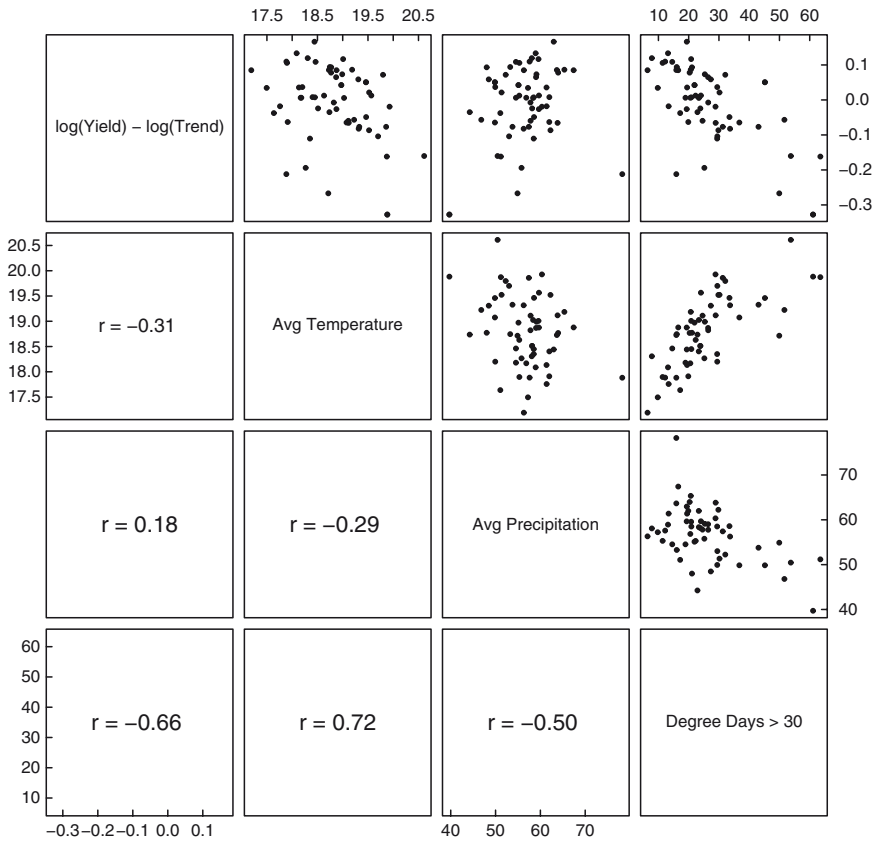 17.5 18.5 19.5 20.5 10 20 30 40 50 60
log(Yield) − log(Trend)
0.1
0.0
−0.1
−0.2
−0.3
20.5
20.0
19.5
19.0
18.5
18.0
17.5
r = −0.31
Avg Temperature
r = 0.18
r = −0.29
Avg Precipitation
70
60
50
40
60
50
40
30
20
10
r = −0.66
r = 0.72
r = −0.50
Degree Days > 30
−0.3 −0.2 −0.1 0.0 0.1 40 50 60 70